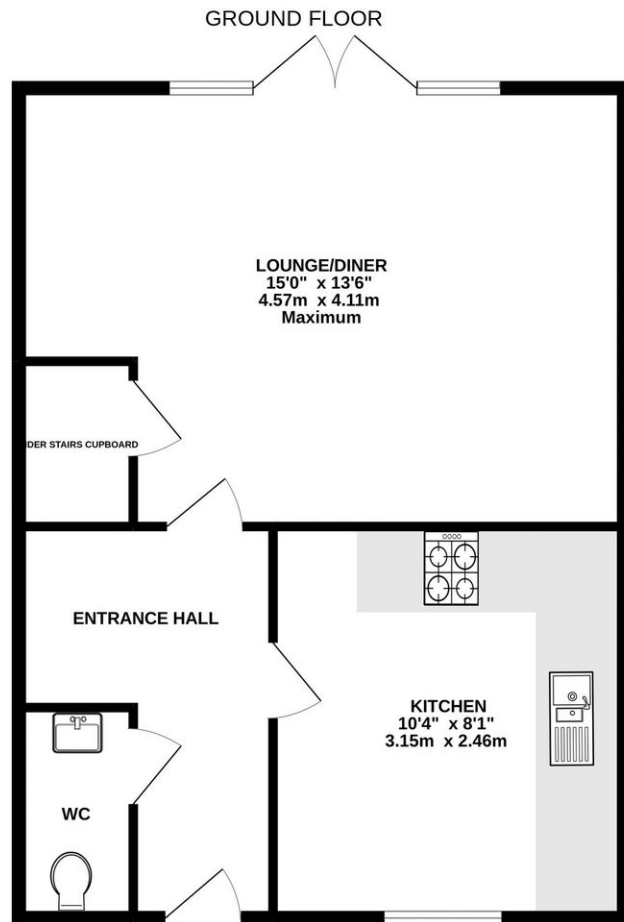 GROUND FLOOR
LOUNGE/DINER
15'0" x 13'6"
4.57m x 4.11m
Maximum
STAIRS CUPBOARD
ENTRANCE HALL
KITCHEN
10'4" x 8'1"
3.15m x 2.46m
WC